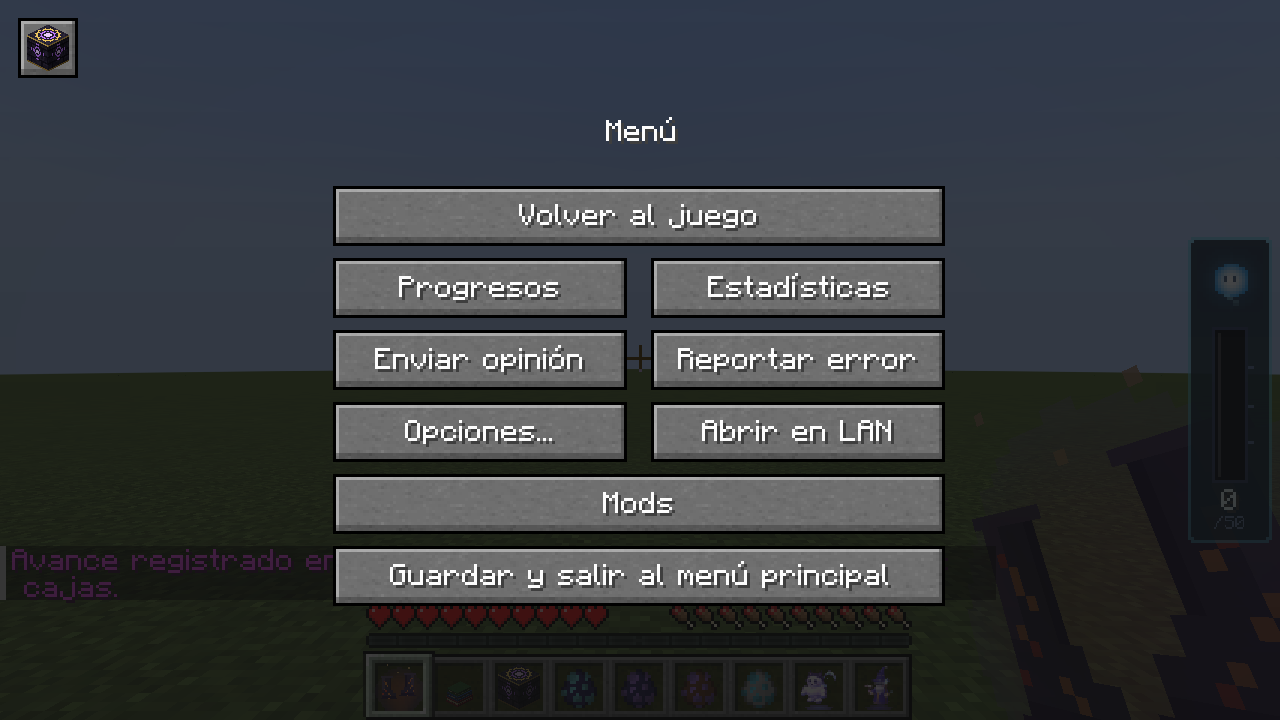 Menú
Volver al juego
Progresos
Estadísticas
Enviar opinión
Reportar error
Opciones...
Abrir en LAN
Mods
Guardar y salir al menú principal
Avance registrado en
cajas.
0
/50